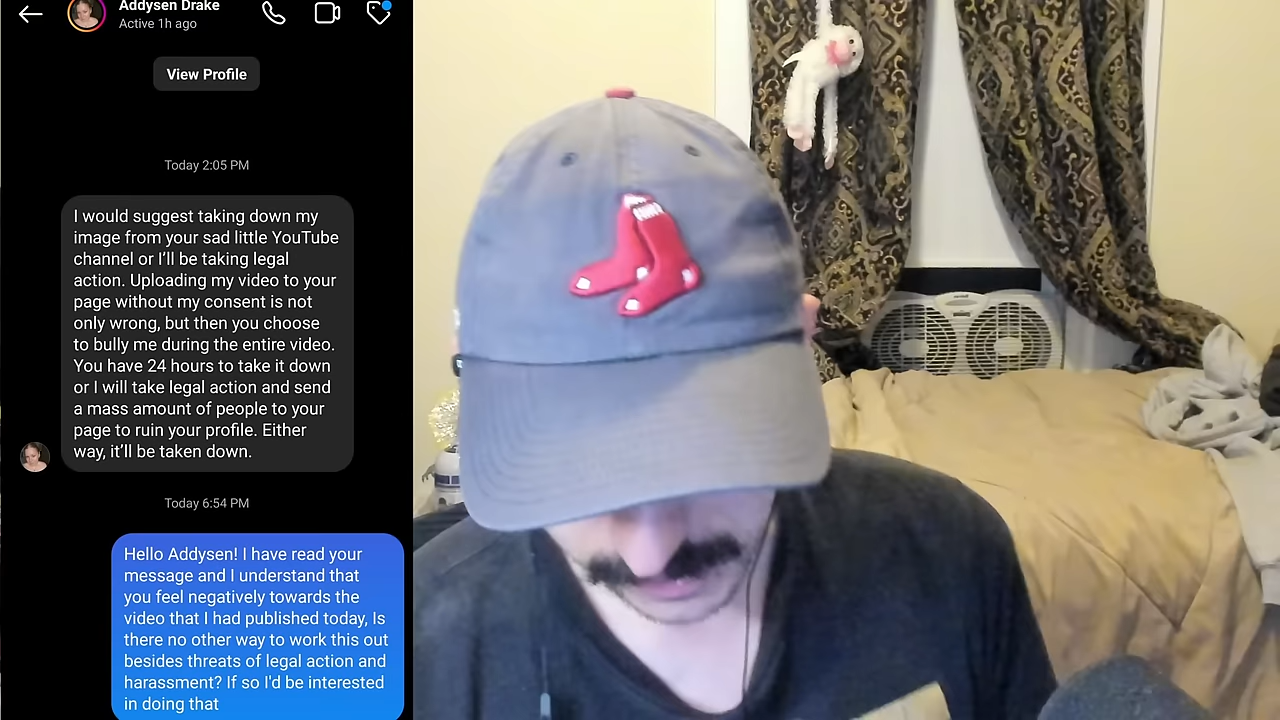 Addysen Drake
Active 1h ago
View Profile
Today 2:05 PM
I would suggest taking down my
image from your sad little YouTube
channel or I'll be taking legal
action. Uploading my video to your
page without my consent is not
only wrong, but then you choose
to bully me during the entire video.
You have 24 hours to take it down
or I will take legal action and send
a mass amount of people to your
page to ruin your profile. Either
way, it'll be taken down.
Today 6:54 PM
Hello Addysen! I have read your
message and I understand that
you feel negatively towards the
video that I had published today, Is
there no other way to work this out
besides threats of legal action and
harassment? If so I'd be interested
in doing that